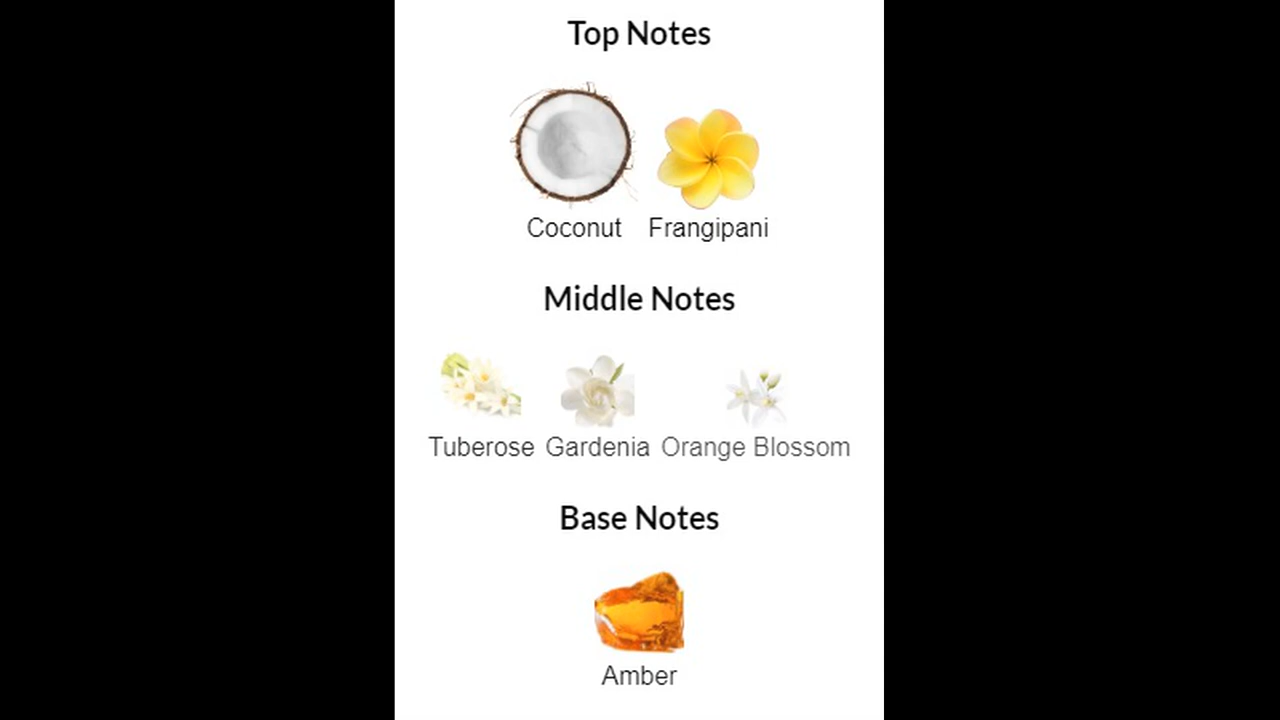 Top Notes
Coconut Frangipani
Middle Notes
Tuberose Gardenia Orange Blossom
Base Notes
Amber